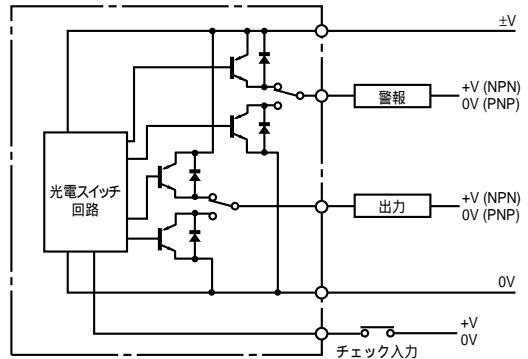 ±V
警報
+V (NPN)
0V (PNP)
光電スイッチ
回路
出力
+V (NPN)
0V (PNP)
0V
+V
0V
チェック入力